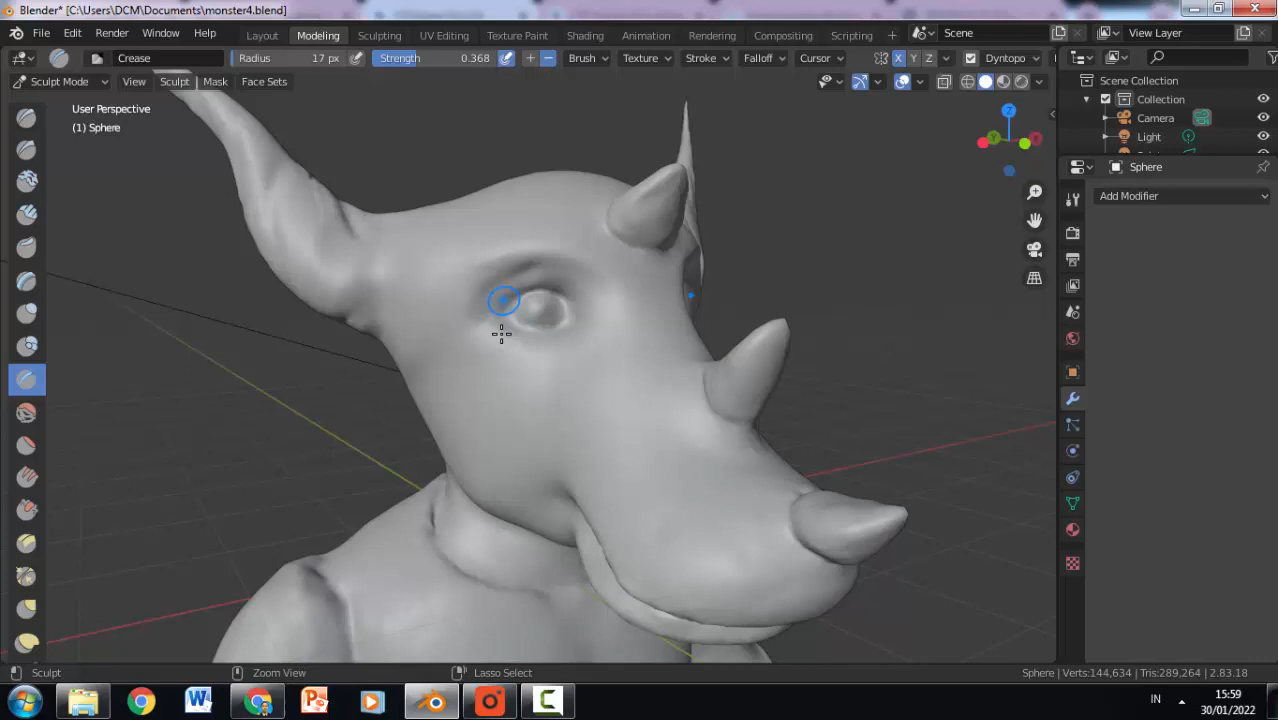 Blender* [C:\Users\DCM\Documents\monster4.blend]
File Edit Render Window Help Layout Modeling Sculpting UV Editing Texture Paint Shading Animation Rendering Compositing Scripting + Scene View Layer
Crease Radius 17 px Strength 0.368 Brush Texture Stroke Falloff Cursor X Y Z Dyntopo
Sculpt Mode View Sculpt Mask Face Sets
User Perspective
(1) Sphere
Z
Y
Scene Collection
Collection
Camera
Light
Sphere
Add Modifier
Sculpt Zoom View Lasso Select Sphere | Verts:144,634 | Tris:289,264 | 2.83.18
IN 15:59
30/01/2022